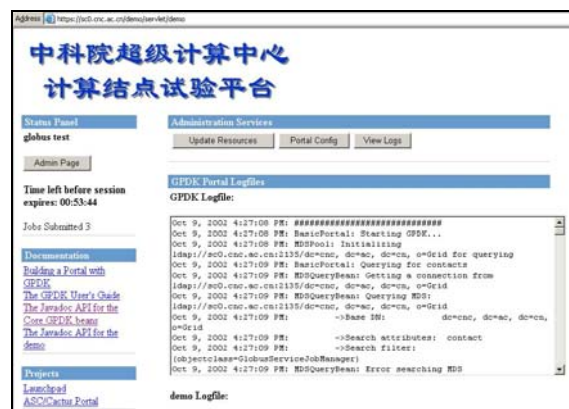 Address https://sc0.cnc.ac.cn/demo/servlet/demo
中科院超级计算中心
计算结点试验平台
Status Panel
globus test
Admin Page
Time left before session
expires: 00:53:44
Jobs Submitted 3
Documentation
Building a Portal with
GPDK
The GPDK User's Guide
The Javadoc API for the
Core GPDK beans
The Javadoc API for the
demo
Projects
Launchpad
ASC/Cactus Portal
Administration Services
Update Resources
Portal Config
View Logs
GPDK Portal Logfiles
GPDK Logfile:
Oct 9, 2002 4:27:08 PM: ############################
Oct 9, 2002 4:27:08 PM: BasicPortal: Starting GPDK...
Oct 9, 2002 4:27:08 PM: MDSPool: Initializing
ldap://sc0.cnc.ac.cn:2135/dc=cnc, dc=ac, dc=cn, o=Grid for querying
Oct 9, 2002 4:27:09 PM: BasicPortal: Querying for contacts
Oct 9, 2002 4:27:09 PM: MDSQueryBean: Getting a connection from
ldap://sc0.cnc.ac.cn:2135/dc=cnc, dc=ac, dc=cn, o=Grid
Oct 9, 2002 4:27:09 PM: MDSQueryBean: Querying MDS:
ldap://sc0.cnc.ac.cn:2135/dc=cnc, dc=ac, dc=cn, o=Grid
Oct 9, 2002 4:27:09 PM: ->Base DN: dc=cnc, dc=ac, dc=cn,
o=Grid
Oct 9, 2002 4:27:09 PM: ->Search attributes: contact
Oct 9, 2002 4:27:09 PM: ->Search filter:
(objectclass=GlobusServiceJobManager)
Oct 9, 2002 4:27:09 PM: MDSQueryBean: Error searching MDS
demo Logfile: